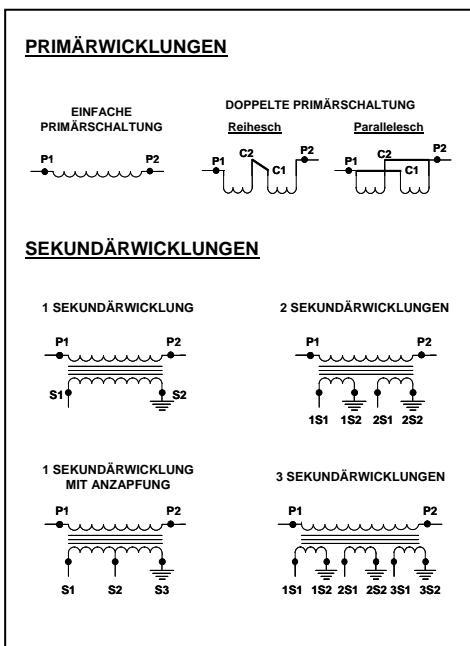 PRIMÄRWICKLUNGEN
EINFACHE
PRIMÄRSCHALTUNG
P1 P2
DOPPELTE PRIMÄRSCHALTUNG
Reihesch
P1 C2 C1 P2
Parallelesch
P1 C2 C1 P2
SEKUNDÄRWICKLUNGEN
1 SEKUNDÄRWICKLUNG
P1 P2
S1 S2
2 SEKUNDÄRWICKLUNGEN
P1 P2
1S1 1S2 2S1 2S2
1 SEKUNDÄRWICKLUNG
MIT ANZAPFUNG
P1 P2
S1 S2 S3
3 SEKUNDÄRWICKLUNGEN
P1 P2
1S1 1S2 2S1 2S2 3S1 3S2